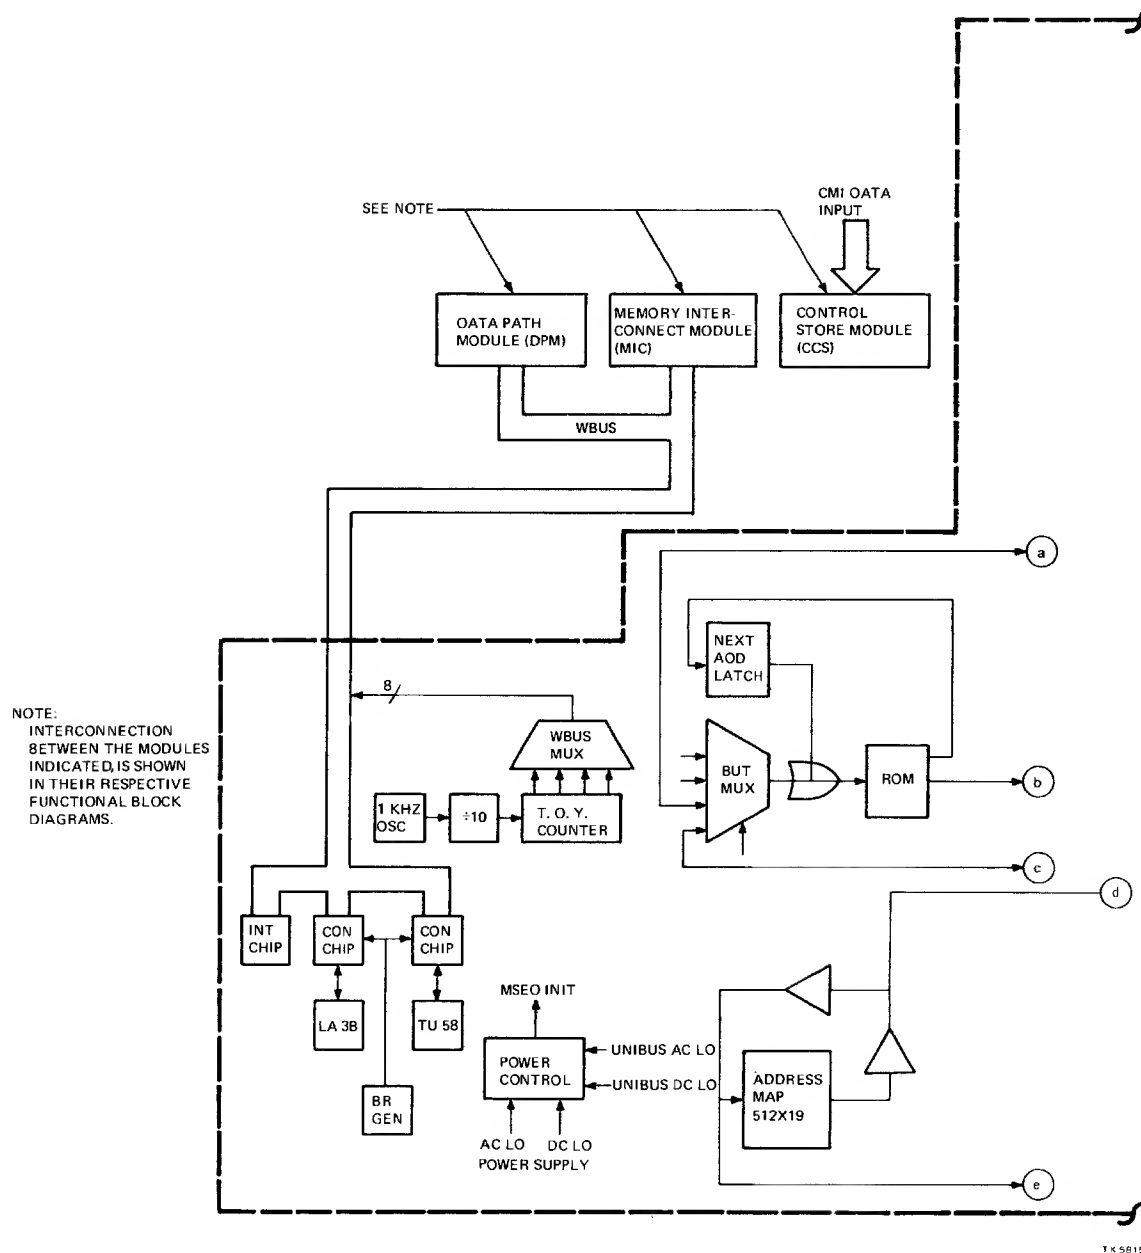 CM1 OATA
INPUT
SEE NOTE
OATA PATH
MODULE (DPM)
MEMORY INTER-
CONNECT MODULE
(MIC)
CONTROL
STORE MODULE
(CCS)
WBUS
a
NEXT
AOD
LATCH
8
NOTE:
INTERCONNECTION
8ETWEEN THE MODULES
INDICATED, IS SHOWN
IN THEIR RESPECTIVE
FUNCTIONAL BLOCK
DIAGRAMS.
WBUS
MUX
BUT
MUX
ROM
b
1 KHZ
OSC
÷10
T. O. Y.
COUNTER
c
d
INT
CHIP
CON
CHIP
CON
CHIP
MSEO INIT
LA 3B
TU 58
POWER
CONTROL
UNIBUS AC LO
UNIBUS DC LO
ADDRESS
MAP
512X19
BR
GEN
AC LO
DC LO
POWER SUPPLY
e